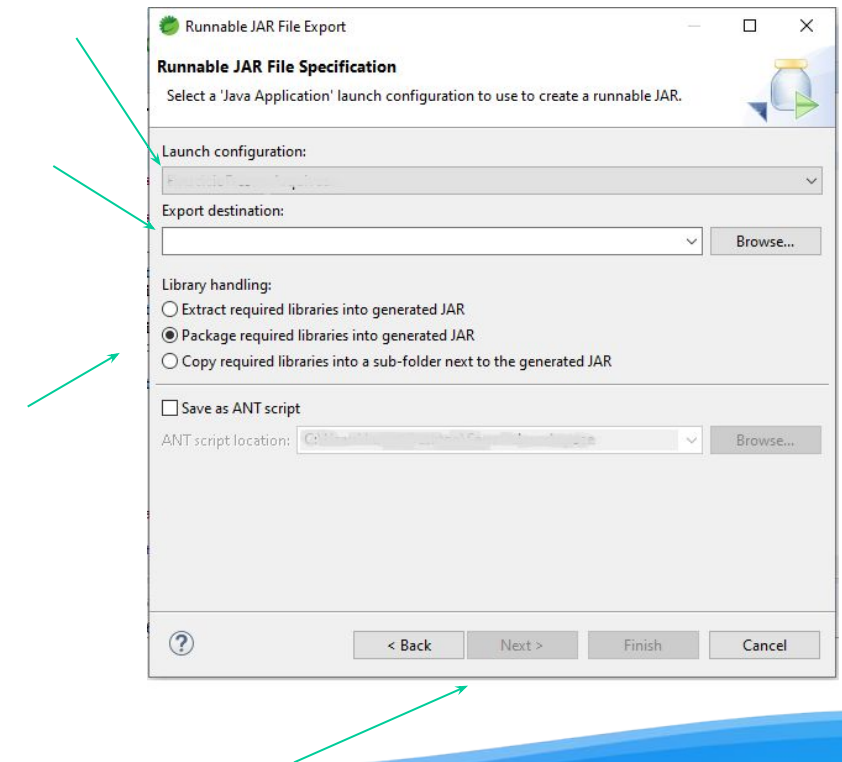 Runnable JAR File Export
Runnable JAR File Specification
Select a 'Java Application' launch configuration to use to create a runnable JAR.
Launch configuration:
Export destination:
Browse...
Library handling:
Extract required libraries into generated JAR
Package required libraries into generated JAR
Copy required libraries into a sub-folder next to the generated JAR
Save as ANT script
ANT script location:
Browse...
? < Back Next > Finish Cancel